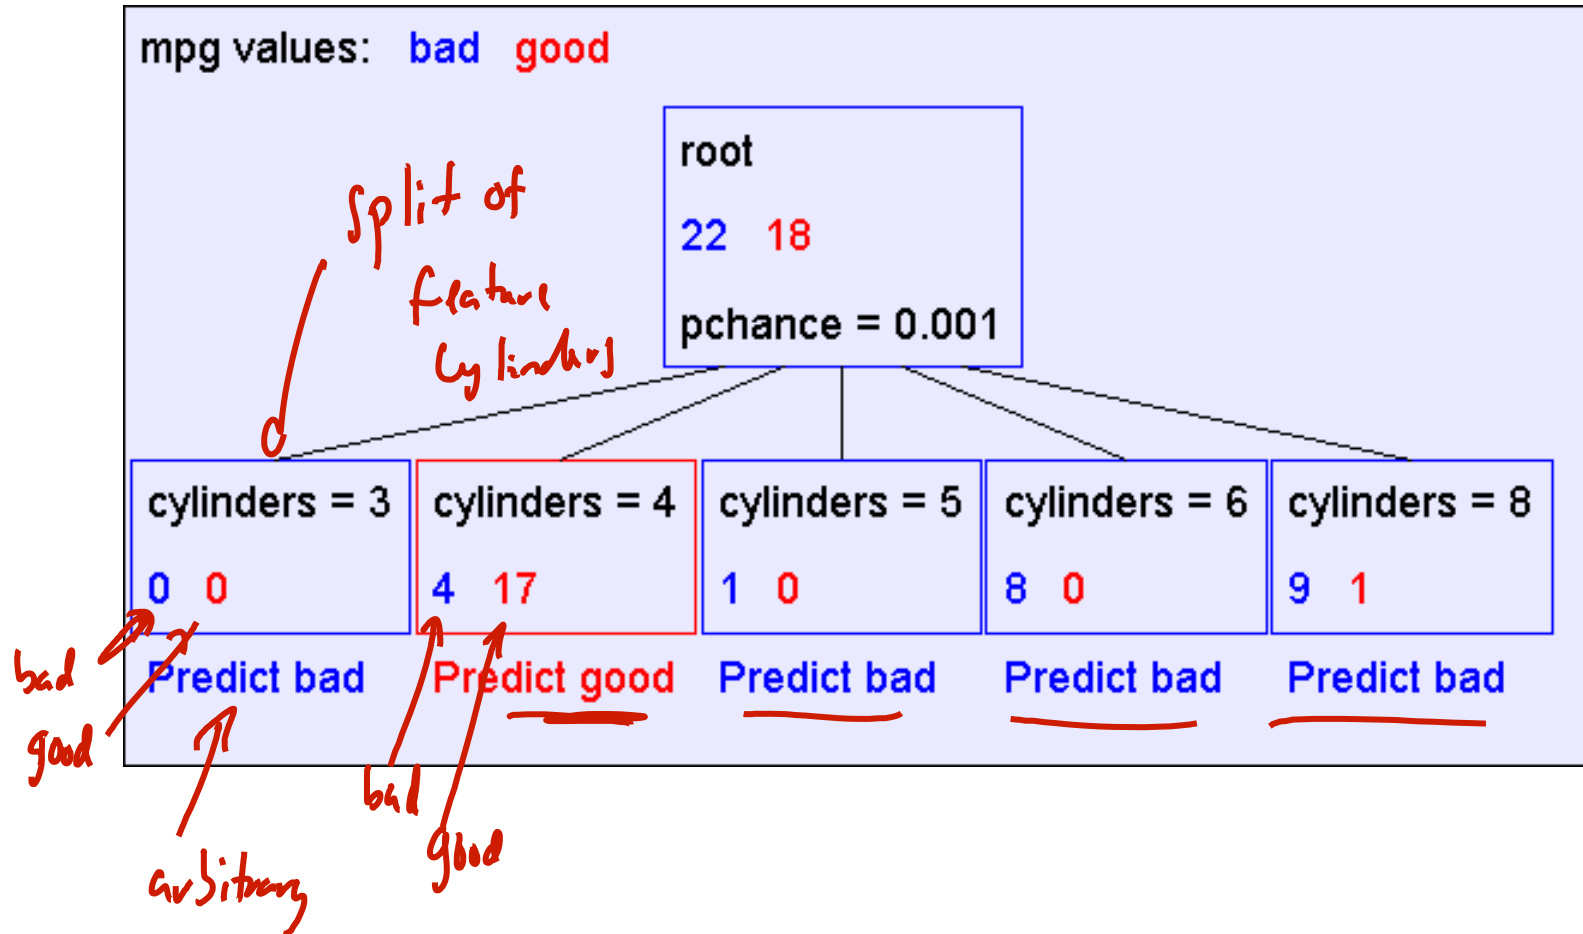 mpg values: bad good
root
22 18
pchance = 0.001
split of
feature
cylinders
cylinders = 3
0 0
Predict bad
cylinders = 4
4 17
Predict good
cylinders = 5
1 0
Predict bad
cylinders = 6
8 0
Predict bad
cylinders = 8
9 1
Predict bad
bad
good
arbitrary
bad
good